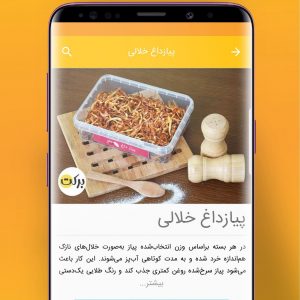 پیازداغ خلالی
برکت
پیازداغ خلالی
در هر بسته براساس وزن انتخاب‌شده پیاز به‌صورت خلال‌های نازک
هم‌اندازه خرد شده و به مدت کوتاهی آب‌پز می‌شوند. این کار باعث
می‌شود پیاز سرخ‌شده روغن کمتری جذب کند و رنگ طلایی یک‌دستی
بیشتر...